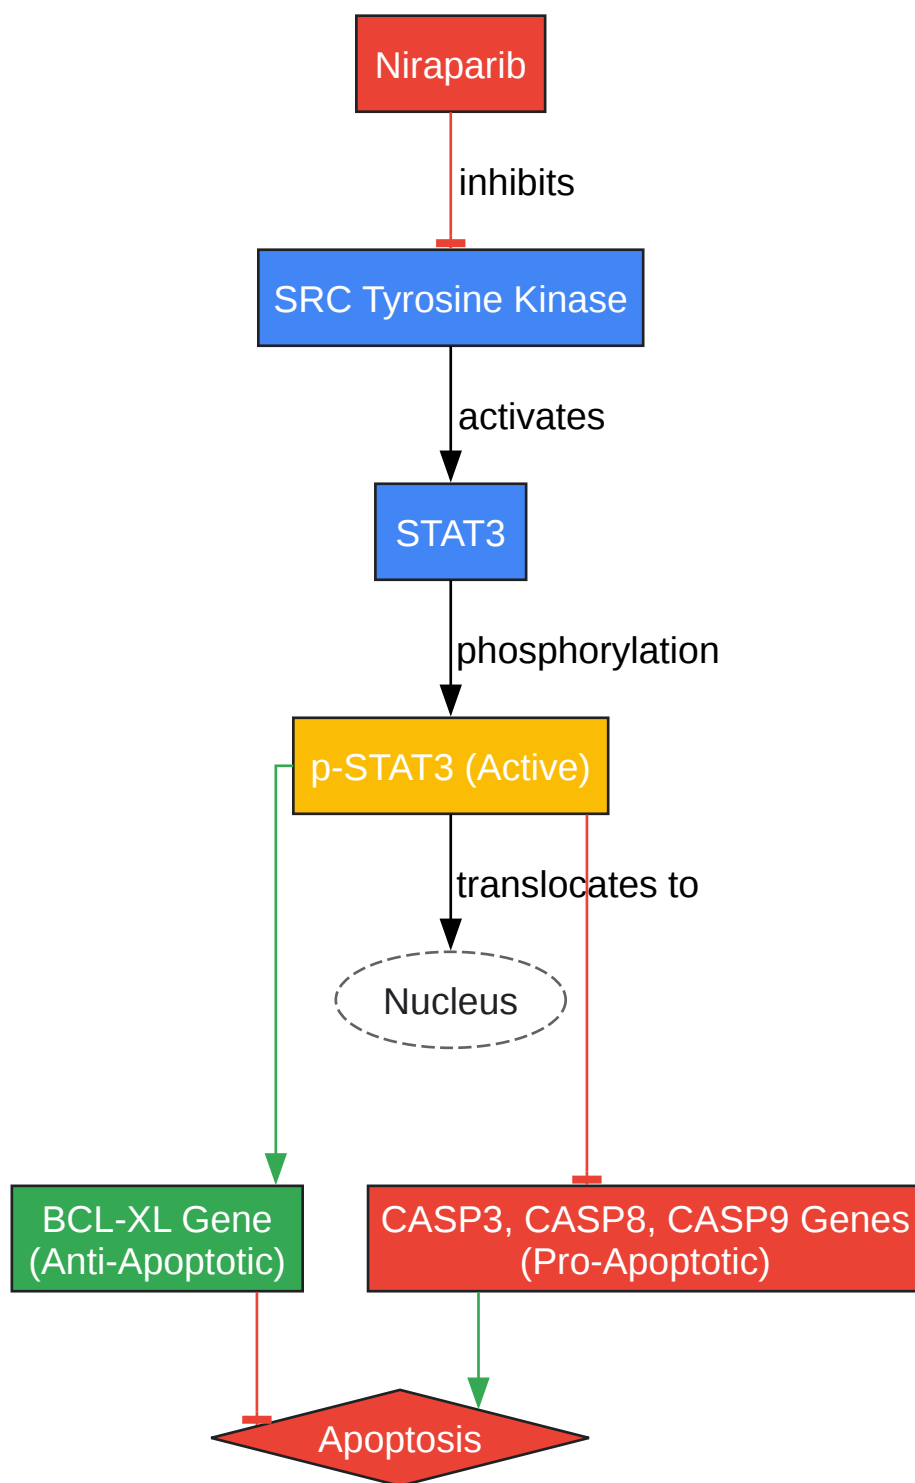 Niraparib
inhibits
SRC Tyrosine Kinase
activates
STAT3
phosphorylation
p-STAT3 (Active)
translocates to
Nucleus
BCL-XL Gene
(Anti-Apoptotic)
CASP3, CASP8, CASP9 Genes
(Pro-Apoptotic)
Apoptosis